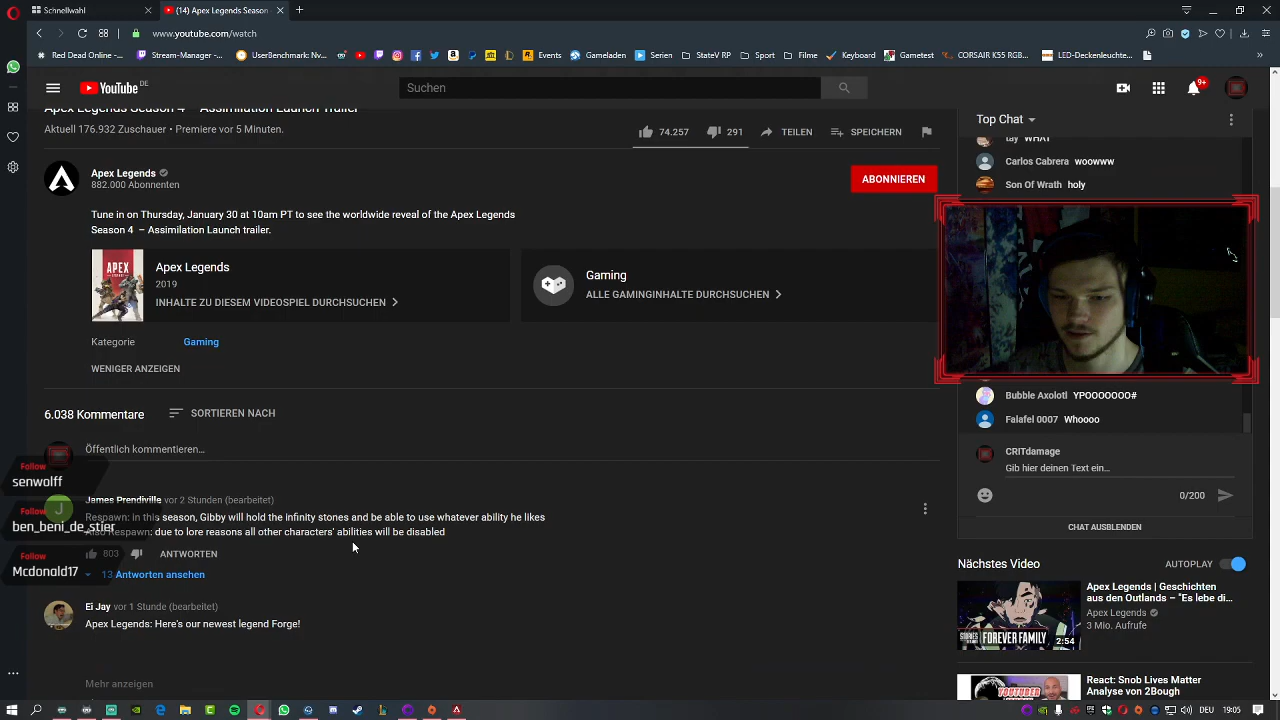 Schnellwahl
(14) Apex Legends Season
www.youtube.com/watch
Red Dead Online -...
Stream-Manager -...
UserBenchmark: Nv...
Events
Gameladen
Serien
StateV RP
Sport
Filme
Keyboard
Gametest
CORSAIR K55 RGB...
LED-Deckenleuchte...
YouTube DE
Suchen
9+
Apex Legends Season 4 – Assimilation Launch Trailer
Aktuell 176.932 Zuschauer • Premiere vor 5 Minuten.
74.257
291
TEILEN
SPEICHERN
Apex Legends
882.000 Abonnenten
ABONNIEREN
Tune in on Thursday, January 30 at 10am PT to see the worldwide reveal of the Apex Legends
Season 4 – Assimilation Launch trailer.
APEX
LEGENDS
Apex Legends
2019
INHALTE ZU DIESEM VIDEOSPIEL DURCHSUCHEN
Gaming
ALLE GAMINGINHALTE DURCHSUCHEN
Kategorie
Gaming
WENIGER ANZEIGEN
6.038 Kommentare
SORTIEREN NACH
Öffentlich kommentieren...
Follow
senwolff
Follow
ben_beni_de_stier
Follow
Mcdonald17
J
James Prendiville vor 2 Stunden (bearbeitet)
Respawn: In this season, Gibby will hold the infinity stones and be able to use whatever ability he likes
Also Respawn: due to lore reasons all other characters' abilities will be disabled
803
ANTWORTEN
13 Antworten ansehen
Ei Jay vor 1 Stunde (bearbeitet)
Apex Legends: Here's our newest legend Forge!
Mehr anzeigen
Top Chat
tay WHAT
Carlos Cabrera woowww
Son Of Wrath holy
Bubble Axolotl YPOOOOOOO#
Falafel 0007 Whoooo
CRITdamage
Gib hier deinen Text ein...
0/200
CHAT AUSBLENDEN
Nächstes Video
AUTOPLAY
STORIES
FOREVER FAMILY
2:54
Apex Legends | Geschichten
aus den Outlands – "Es lebe di...
Apex Legends
3 Mio. Aufrufe
YOUTUBER
React: Snob Lives Matter
Analyse von 2Bough
DEU
19:05